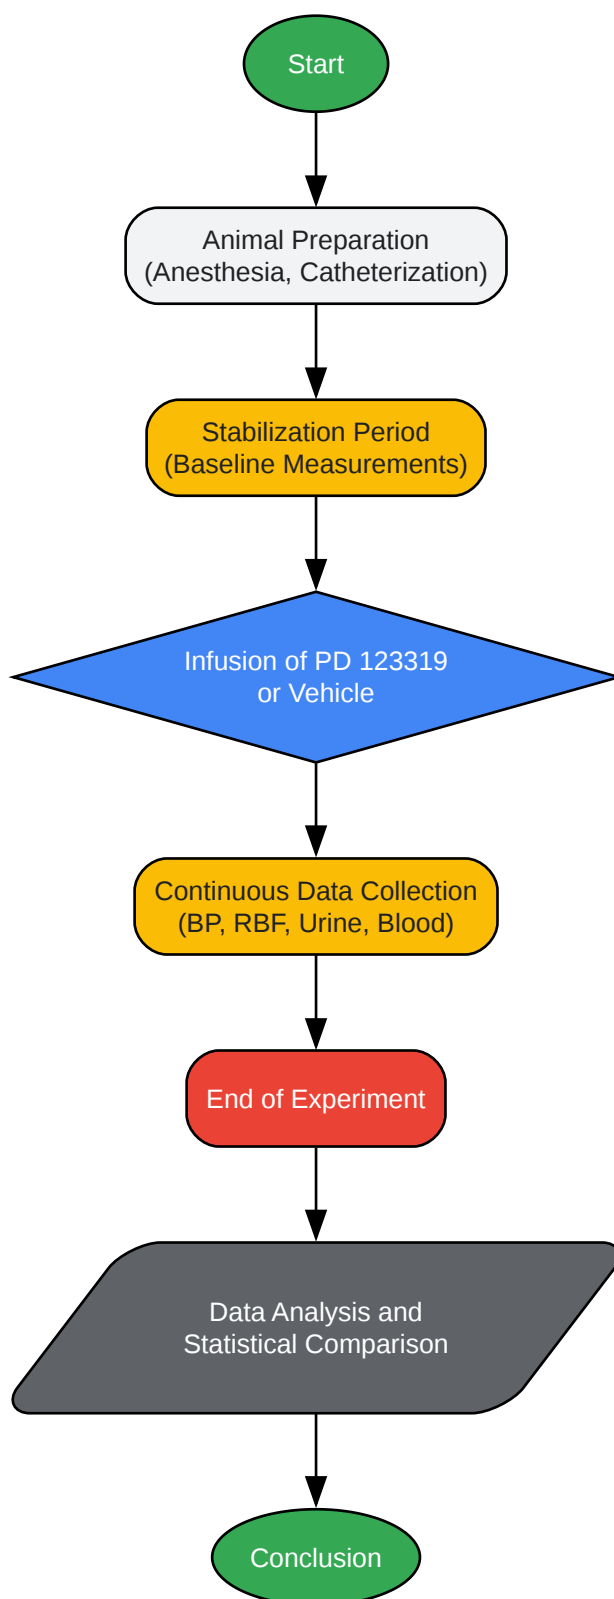 Start
Animal Preparation
(Anesthesia, Catheterization)
Stabilization Period
(Baseline Measurements)
Infusion of PD 123319
or Vehicle
Continuous Data Collection
(BP, RBF, Urine, Blood)
End of Experiment
Data Analysis and
Statistical Comparison
Conclusion